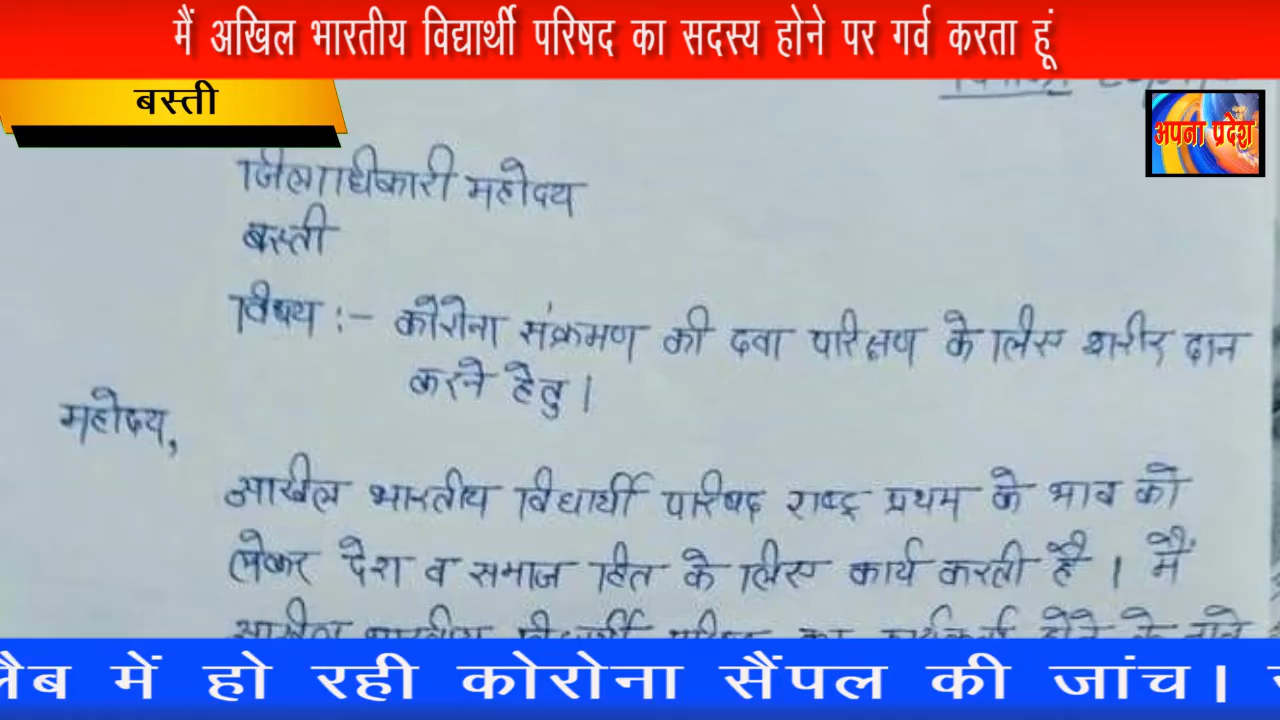 मैं अखिल भारतीय विद्यार्थी परिषद का सदस्य होने पर गर्व करता हूं
बस्ती
अपना प्रदेश
जिलाधीकारी महोदय
बस्ती
विषय :- कोरोना संक्रमण की दवा परिक्षण के लिए शरीर दान
करने हेतु।
महोदय,
अखिल भारतीय विद्यार्थी परिषद राष्ट्र प्रथम के भाव को
लेकर देश व समाज हित के लिए कार्य करती है। मैं
लैब में हो रही कोरोना सैंपल की जांच।